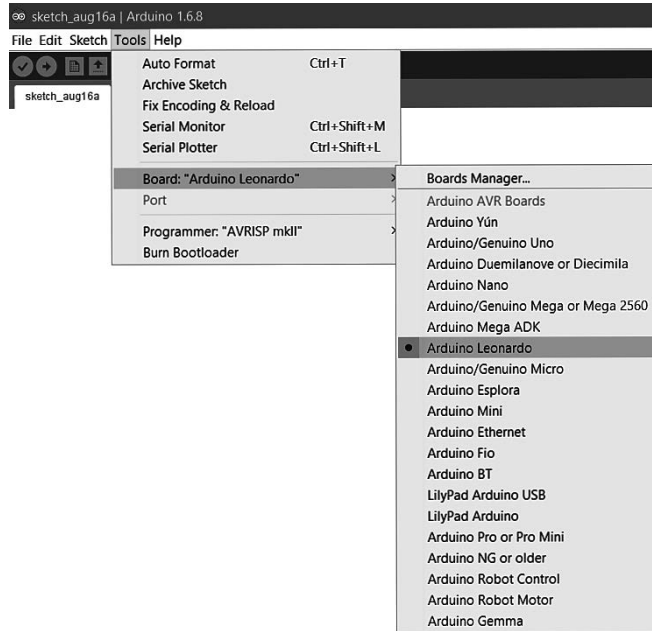 sketch_aug16a | Arduino 1.6.8
File Edit Sketch Tools Help
sketch_aug16a
Auto Format Ctrl+T
Archive Sketch
Fix Encoding & Reload
Serial Monitor Ctrl+Shift+M
Serial Plotter Ctrl+Shift+L
Board: "Arduino Leonardo"
Port
Programmer: "AVRISP mkII"
Burn Bootloader
Boards Manager...
Arduino AVR Boards
Arduino Yún
Arduino/Genuino Uno
Arduino Duemilanove or Diecimila
Arduino Nano
Arduino/Genuino Mega or Mega 2560
Arduino Mega ADK
Arduino Leonardo
Arduino/Genuino Micro
Arduino Esplora
Arduino Mini
Arduino Ethernet
Arduino Fio
Arduino BT
LilyPad Arduino USB
LilyPad Arduino
Arduino Pro or Pro Mini
Arduino NG or older
Arduino Robot Control
Arduino Robot Motor
Arduino Gemma